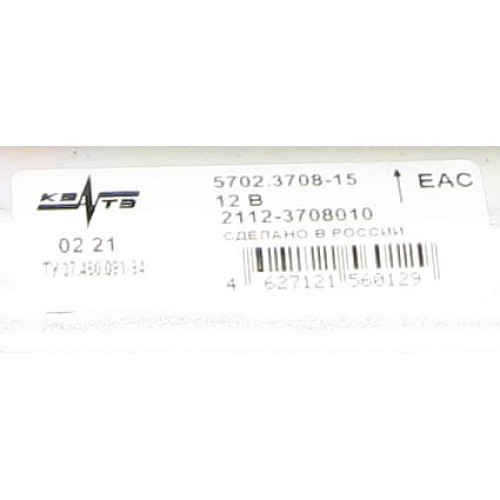 КЗАТЭ
02 21
ТУ 37.460.091-84
5702.3708-15
12 В
2112-3708010
СДЕЛАНО В РОССИИ
↑ EAC
4 627121 560129